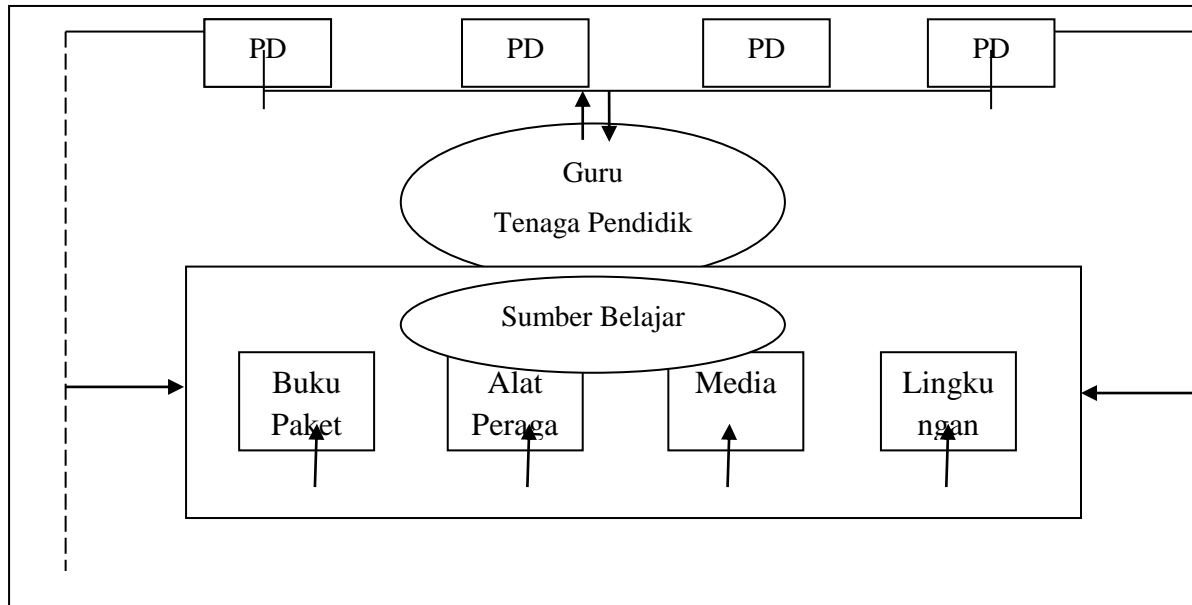 PD
PD
PD
PD
Guru
Tenaga Pendidik
Sumber Belajar
Buku
Paket
Alat
Peraga
Media
Lingku
ngan